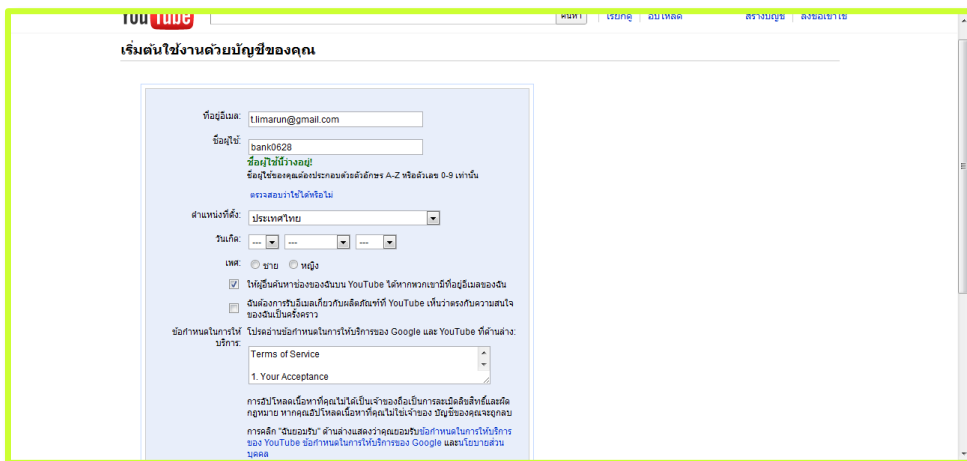 YouTube
ค้นหา
เรียกดู
อัปโหลด
สร้างบัญชี
ลงชื่อเข้าใช้
เริ่มต้นใช้งานด้วยบัญชีของคุณ
ที่อยู่อีเมล: t.limarun@gmail.com
ชื่อผู้ใช้: bank0628
ชื่อผู้ใช้นี้ว่างอยู่!
ชื่อผู้ใช้ของคุณต้องประกอบด้วยตัวอักษร A-Z หรือตัวเลข 0-9 เท่านั้น
ตรวจสอบว่าใช้ได้หรือไม่
ตำแหน่งที่ตั้ง: ประเทศไทย
วันเกิด: --- --- ---
เพศ: ชาย หญิง
ให้ผู้อื่นค้นหาช่องของฉันบน YouTube ได้หากพวกเขามีที่อยู่อีเมลของฉัน
ฉันต้องการรับอีเมลเกี่ยวกับผลิตภัณฑ์ที่ YouTube เห็นว่าตรงกับความสนใจ
ของฉันเป็นครั้งคราว
ข้อกำหนดในการให้ โปรดอ่านข้อกำหนดในการให้บริการของ Google และ YouTube ที่ด้านล่าง:
บริการ:
Terms of Service
1. Your Acceptance
การอัปโหลดเนื้อหาที่คุณไม่ได้เป็นเจ้าของถือเป็นการละเมิดลิขสิทธิ์และผิด
กฎหมาย หากคุณอัปโหลดเนื้อหาที่คุณไม่ใช่เจ้าของ บัญชีของคุณจะถูกลบ
การคลิก "ฉันยอมรับ" ด้านล่างแสดงว่าคุณยอมรับข้อกำหนดในการให้บริการ
ของ YouTube ข้อกำหนดในการให้บริการของ Google และนโยบายส่วน
บุคคล